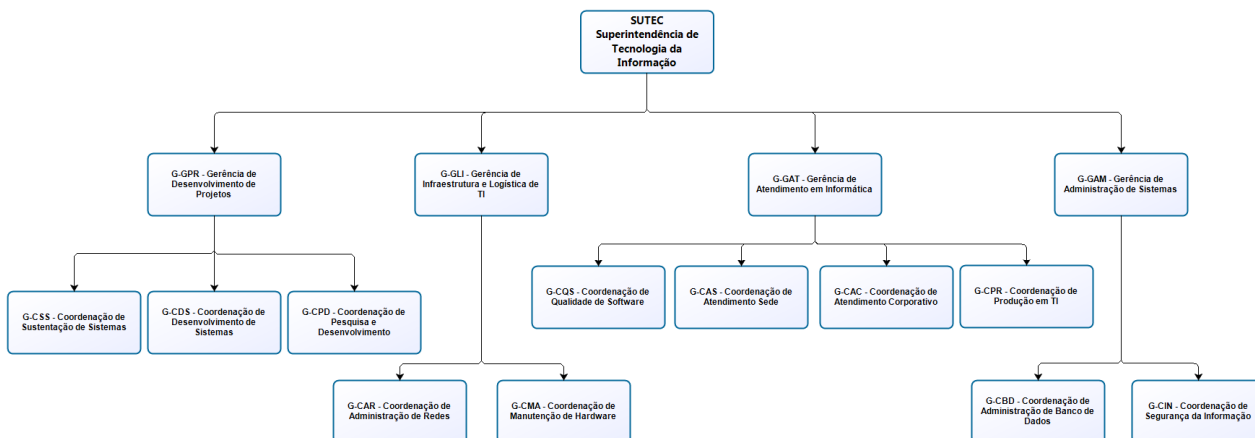 SUTEC
Superintendência de
Tecnologia da
Informação
G-GPR - Gerência de
Desenvolvimento de
Projetos
G-GLI - Gerência de
Infraestrutura e Logística de
TI
G-GAT - Gerência de
Atendimento em Informática
G-GAM - Gerência de
Administração de Sistemas
G-CSS - Coordenação de
Sustentação de Sistemas
G-CDS - Coordenação de
Desenvolvimento de
Sistemas
G-CPD - Coordenação de
Pesquisa e
Desenvolvimento
G-CQS - Coordenação de
Qualidade de Software
G-CAS - Coordenação de
Atendimento Sede
G-CAC - Coordenação de
Atendimento Corporativo
G-CPR - Coordenação de
Produção em TI
G-CAR - Coordenação de
Administração de Redes
G-CMA - Coordenação de
Manutenção de Hardware
G-CBD - Coordenação de
Administração de Banco de
Dados
G-CIN - Coordenação de
Segurança da Informação